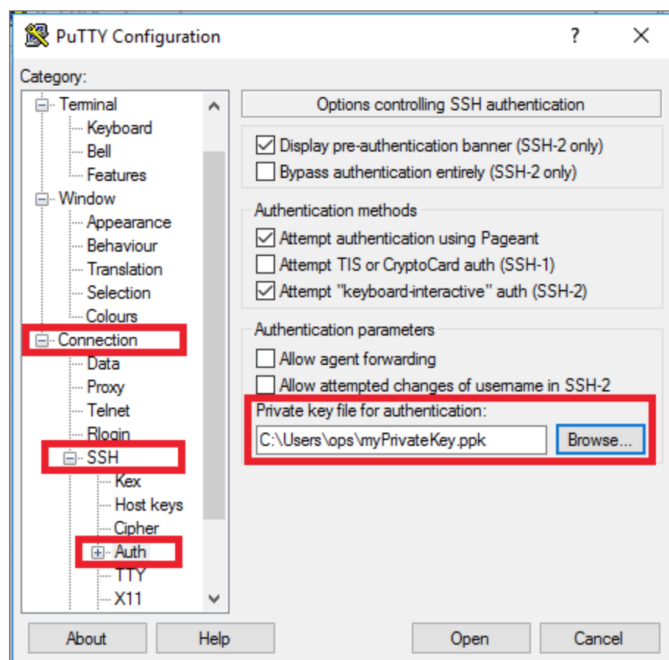 PuTTY Configuration
?
Category:
Terminal
Keyboard
Bell
Features
Window
Appearance
Behaviour
Translation
Selection
Colours
Connection
Data
Proxy
Telnet
Rlogin
SSH
Kex
Host keys
Cipher
Auth
TTY
X11
Options controlling SSH authentication
Display pre-authentication banner (SSH-2 only)
Bypass authentication entirely (SSH-2 only)
Authentication methods
Attempt authentication using Pageant
Attempt TIS or CryptoCard auth (SSH-1)
Attempt "keyboard-interactive" auth (SSH-2)
Authentication parameters
Allow agent forwarding
Allow attempted changes of username in SSH-2
Private key file for authentication:
C:\Users\ops\myPrivateKey.ppk Browse...
About Help Open Cancel